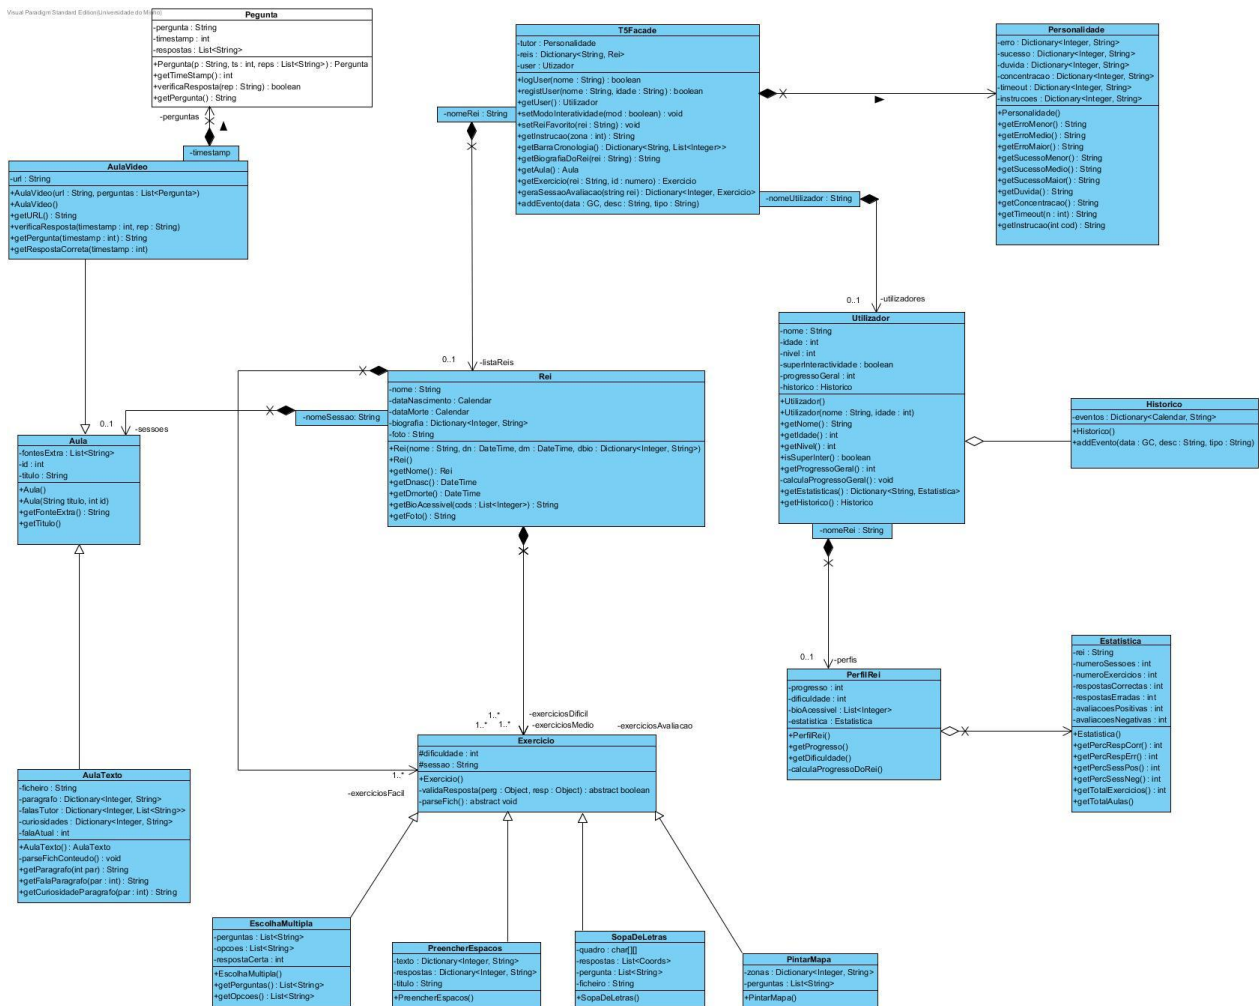 Visual Paradigm Standard Edition(Universidade do Minho)
Pegunta
-pergunta : String
-timestamp : int
-respostas : List<String>
+Pergunta(p : String, ts : int, reps : List<String>) : Pergunta
+getTimeStamp() : int
+verificaResposta(rep : String) : boolean
+getPergunta() : String
-perguntas
-timestamp
AulaVideo
-url : String
+AulaVideo(url : String, perguntas : List<Pergunta>)
+AulaVideo()
+getURL() : String
+verificaResposta(timestamp : int, rep : String)
+getPergunta(timestamp : int) : String
+getRespostaCorreta(timestamp : int)
T5Facade
-tutor : Personalidade
-reis : Dictionary<String, Rei>
-user : Utizador
+logUser(nome : String) : boolean
+registUser(nome : String, idade : String) : boolean
+getUser() : Utilizador
+setModoInteratividade(mod : boolean) : void
+setReiFavorito(rei : String) : void
+getInstrucao(zona : int) : String
+getBarraCronologia() : Dictionary<String, List<Integer>>
+getBiografiaDoRei(rei : String) : String
+getAula() : Aula
+getExercicio(rei : String, id : numero) : Exercicio
+geraSessaoAvaliacao(string rei) : Dictionary<Integer, Exercicio>
+addEvento(data : GC, desc : String, tipo : String)
-nomeRei : String
-nomeUtilizador : String
Personalidade
-erro : Dictionary<Integer, String>
-sucesso : Dictionary<Integer, String>
-duvida : Dictionary<Integer, String>
-concentracao : Dictionary<Integer, String>
-timeout : Dictionary<Integer, String>
-instrucoes : Dictionary<Integer, String>
+Personalidade()
+getErroMenor() : String
+getErroMedio() : String
+getErroMaior() : String
+getSucessoMenor() : String
+getSucessoMedio() : String
+getSucessoMaior() : String
+getDuvida() : String
+getConcentracao() : String
+getTimeout(n : int) : String
+getInstrucao(int cod) : String
0..1
-utilizadores
Utilizador
-nome : String
-idade : int
-nivel : int
-superInteractividade : boolean
-progressoGeral : int
-historico : Historico
+Utilizador()
+Utilizador(nome : String, idade : int)
+getNome() : String
+getIdade() : int
+getNivel() : int
+isSuperInter() : boolean
+getProgressoGeral() : int
-calculaProgressoGeral() : void
+getEstatisticas() : Dictionary<String, Estatistica>
+getHistorico() : Historico
-nomeRei : String
Historico
-eventos : Dictionary<Calendar, String>
+Historico()
+addEvento(data : GC, desc : String, tipo : String)
0..1
-listaReis
Rei
-nome : String
-dataNascimento : Calendar
-dataMorte : Calendar
-biografia : Dictionary<Integer, String>
-foto : String
+Rei(nome : String, dn : DateTime, dm : DateTime, dbio : Dictionary<Integer, String>)
+Rei()
+getNome() : Rei
+getDnasc() : DateTime
+getDmorte() : DateTime
+getBioAcessivel(cods : List<Integer>) : String
+getFoto() : String
-nomeSessao: String
0..1
-sessoes
Aula
-fontesExtra : List<String>
-id : int
-titulo : String
+Aula()
+Aula(String titulo, int id)
+getFonteExtra() : String
+getTitulo()
0..1
-perfis
PerfilRei
-progresso : int
-dificuldade : int
-bioAcessivel : List<Integer>
-estatistica : Estatistica
+PerfilRei()
+getProgresso()
+getDificuldade()
-calculaProgressoDoRei()
Estatistica
-rei : String
-numeroSessoes : int
-numeroExercicios : int
-respostasCorrectas : int
-respostasErradas : int
-avaliacoesPositivas : int
-avaliacoesNegativas : int
+Estatistica()
+getPercRespCorr() : int
+getPercRespErr() : int
+getPercSessPos() : int
+getPercSessNeg() : int
+getTotalExercicios() : int
+getTotalAulas()
1..*
-exerciciosDificil
1..*
1..*
-exerciciosMedio
-exerciciosAvaliacao
1..*
-exerciciosFacil
Exercicio
#dificuldade : int
#sessao : String
+Exercicio()
-validaResposta(perg : Object, resp : Object) : abstract boolean
-parseFich() : abstract void
AulaTexto
-ficheiro : String
-paragrafo : Dictionary<Integer, String>
-falasTutor : Dictionary<Integer, List<String>>
-curiosidades : Dictionary<Integer, String>
-falaAtual : int
+AulaTexto() : AulaTexto
-parseFichConteudo() : void
+getParagrafo(int par) : String
+getFalaParagrafo(par : int) : String
+getCuriosidadeParagrafo(par : int) : String
EscolhaMultipla
-perguntas : List<String>
-opcoes : List<String>
-respostaCerta : int
+EscolhaMultipla()
+getPerguntas() : List<String>
+getOpcoes() : List<String>
PreencherEspacos
-texto : Dictionary<Integer, String>
-respostas : Dictionary<Integer, String>
-titulo : String
+PreencherEspacos()
SopaDeLetras
-quadro : char[][]
-respostas : List<Coords>
-pergunta : List<String>
-ficheiro : String
+SopaDeLetras()
PintarMapa
-zonas : Dictionary<Integer, String>
-perguntas : List<String>
+PintarMapa()